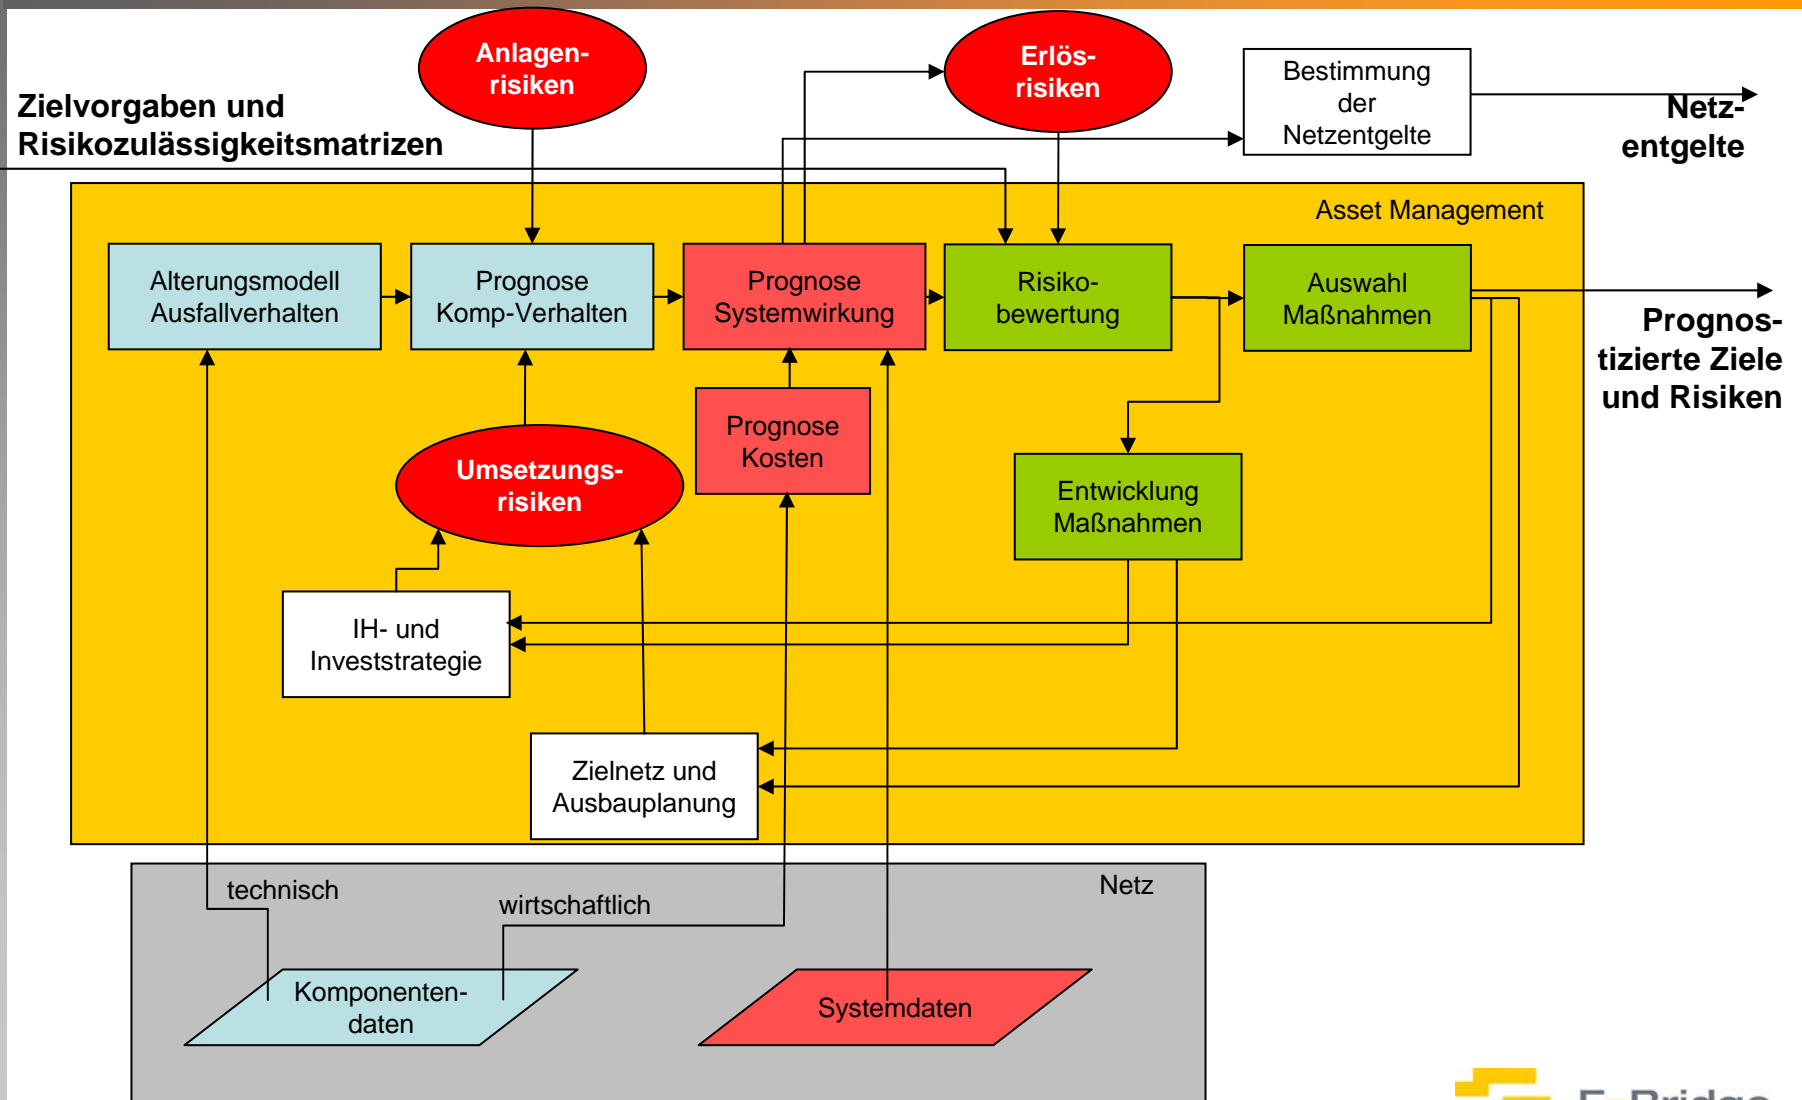 Anlagen-
risiken
Erlös-
risiken
Bestimmung
der
Netzentgelte
Netz-
entgelte
Zielvorgaben und
Risikozulässigkeitsmatrizen
Asset Management
Alterungsmodell
Ausfallverhalten
Prognose
Komp-Verhalten
Prognose
Systemwirkung
Risiko-
bewertung
Auswahl
Maßnahmen
Prognos-
tizierte Ziele
und Risiken
Prognose
Kosten
Umsetzungs-
risiken
Entwicklung
Maßnahmen
IH- und
Investstrategie
Zielnetz und
Ausbauplanung
technisch
wirtschaftlich
Netz
Komponenten-
daten
Systemdaten
E-Bridge